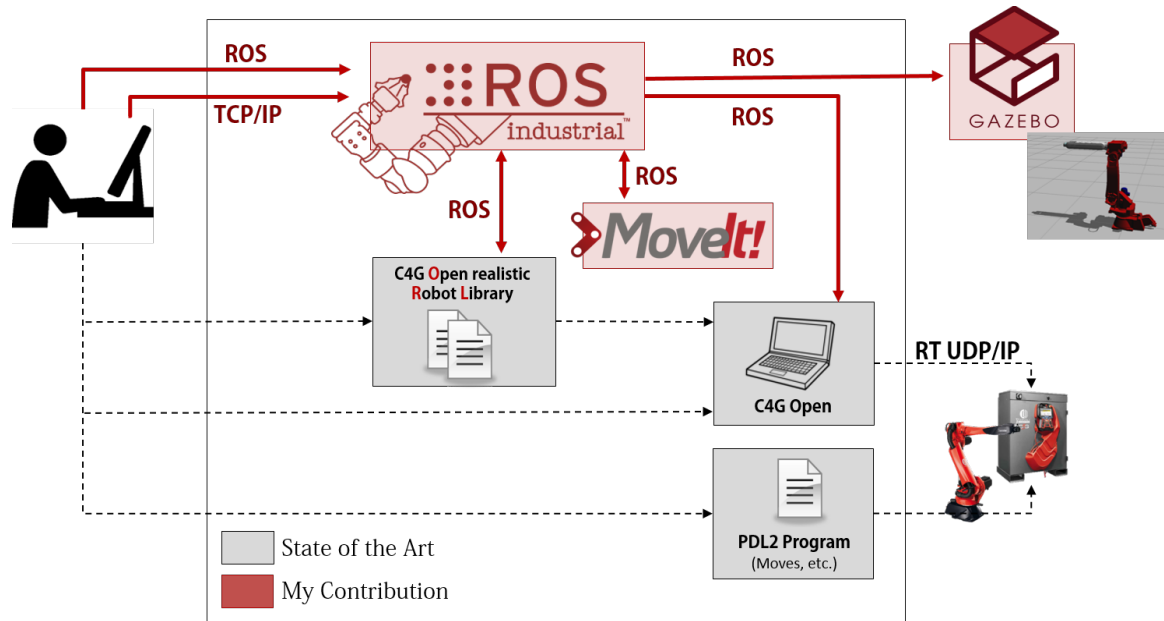 ROS
TCP/IP
ROS
industrial™
ROS
ROS
GAZEBO
ROS
ROS
MoveIt!
C4G Open realistic
Robot Library
C4G Open
RT UDP/IP
PDL2 Program
(Moves, etc.)
State of the Art
My Contribution